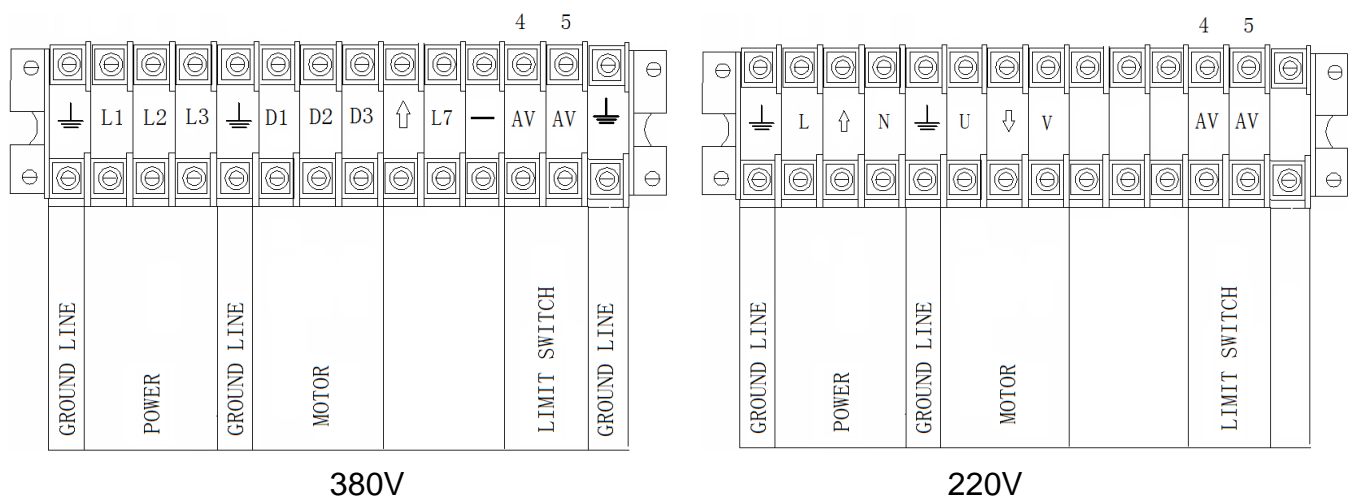 4 5
L1 L2 L3 D1 D2 D3 L7 AV AV
GROUND LINE
POWER
GROUND LINE
MOTOR
LIMIT SWITCH
GROUND LINE
380V
4 5
L N U V AV AV
GROUND LINE
POWER
GROUND LINE
MOTOR
LIMIT SWITCH
220V